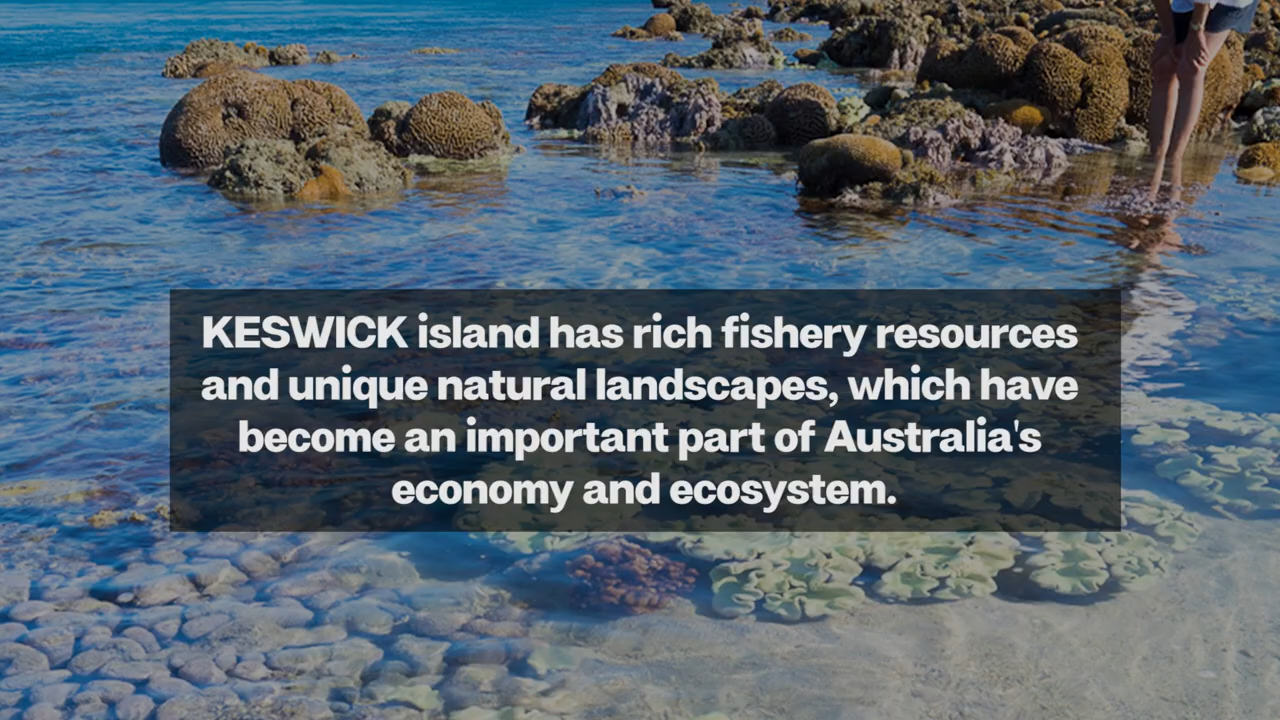 KESWICK island has rich fishery resources
and unique natural landscapes, which have
become an important part of Australia's
economy and ecosystem.